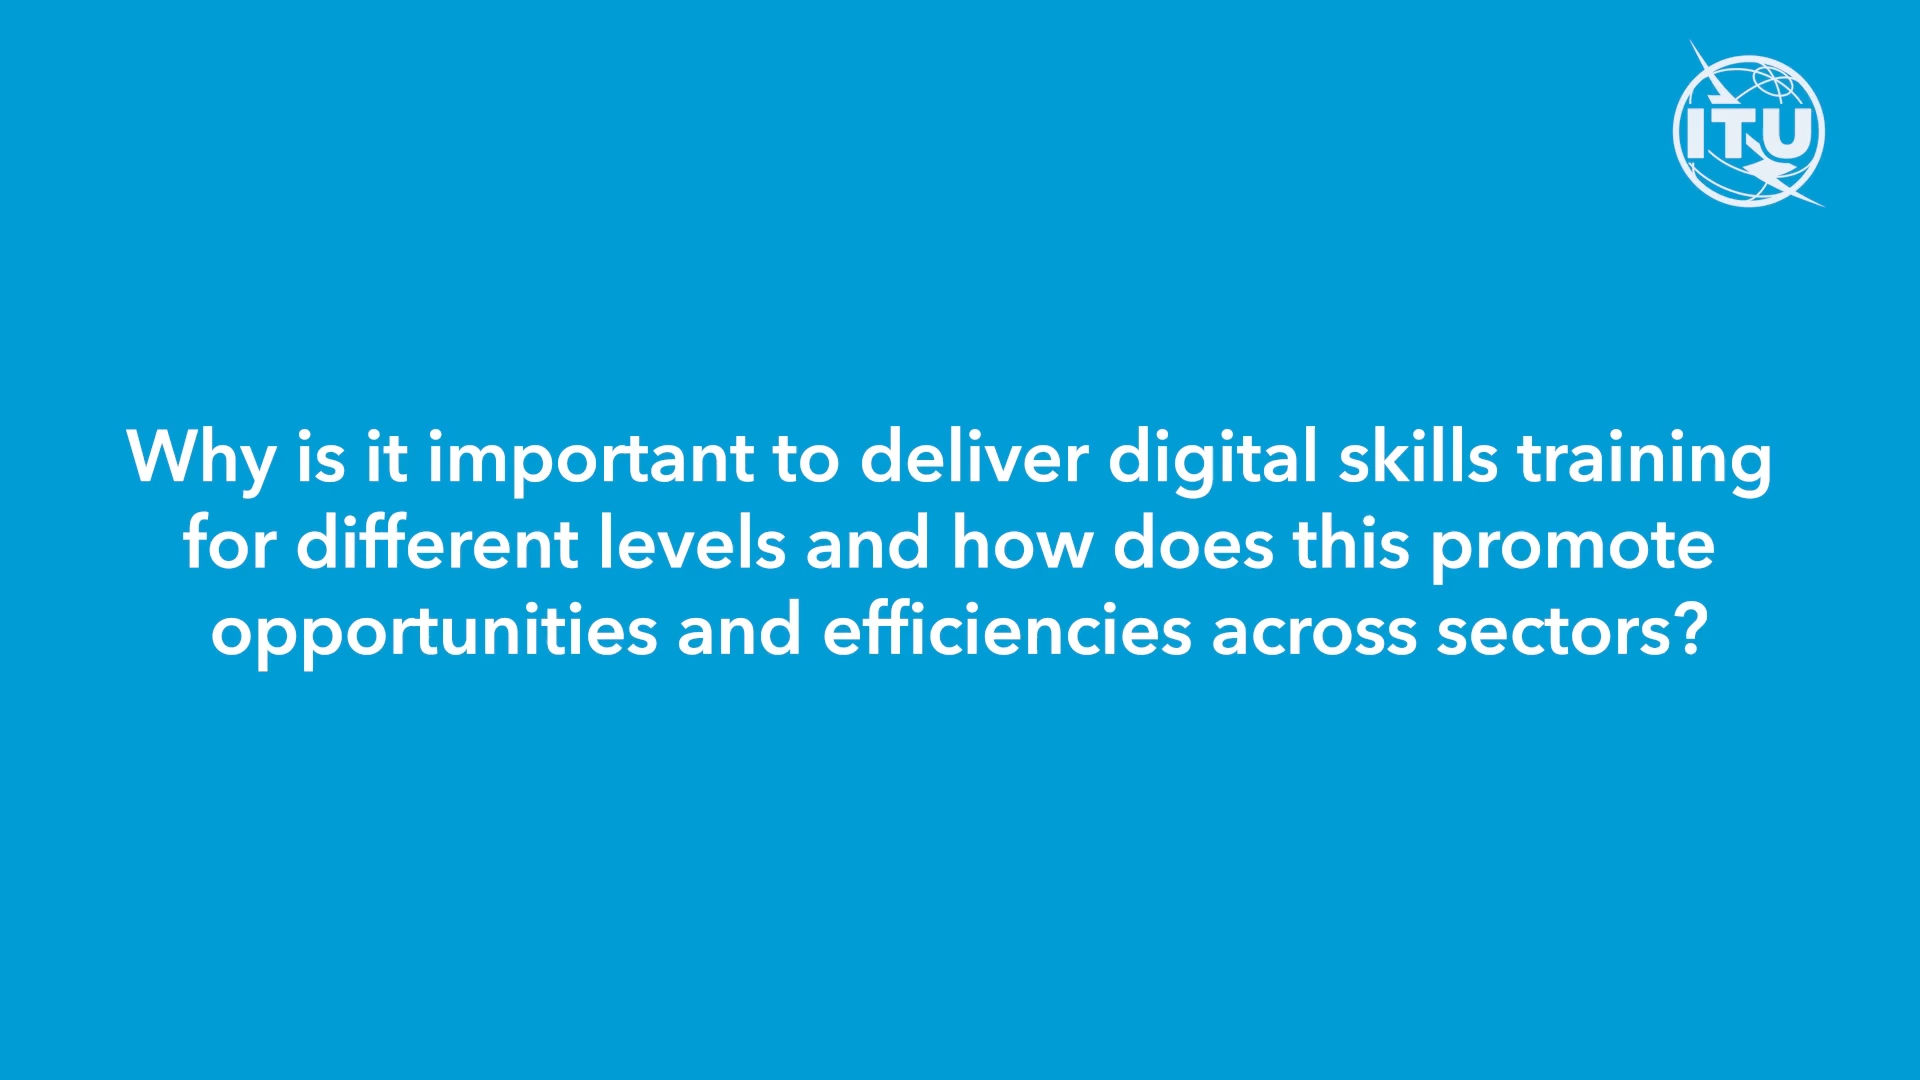 ITU
Why is it important to deliver digital skills training
for different levels and how does this promote
opportunities and efficiencies across sectors?